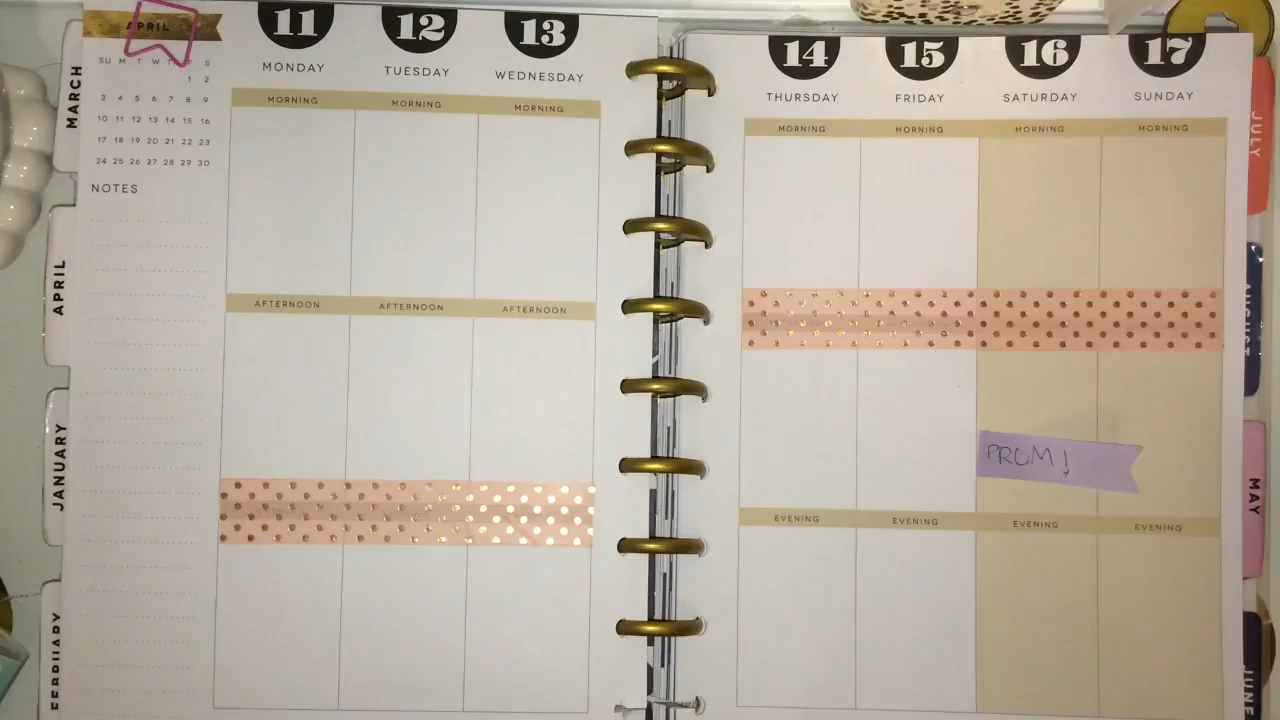 APRIL
SU M T W T F S
1 2
3 4 5 6 7 8 9
10 11 12 13 14 15 16
17 18 19 20 21 22 23
24 25 26 27 28 29 30
NOTES
MARCH
APRIL
JANUARY
FEBRUARY
11 12 13
MONDAY TUESDAY WEDNESDAY
MORNING MORNING MORNING
AFTERNOON AFTERNOON AFTERNOON
14 15 16 17
THURSDAY FRIDAY SATURDAY SUNDAY
MORNING MORNING MORNING MORNING
PROM!
EVENING EVENING EVENING EVENING
JULY
AUGUST
MAY
JUNE